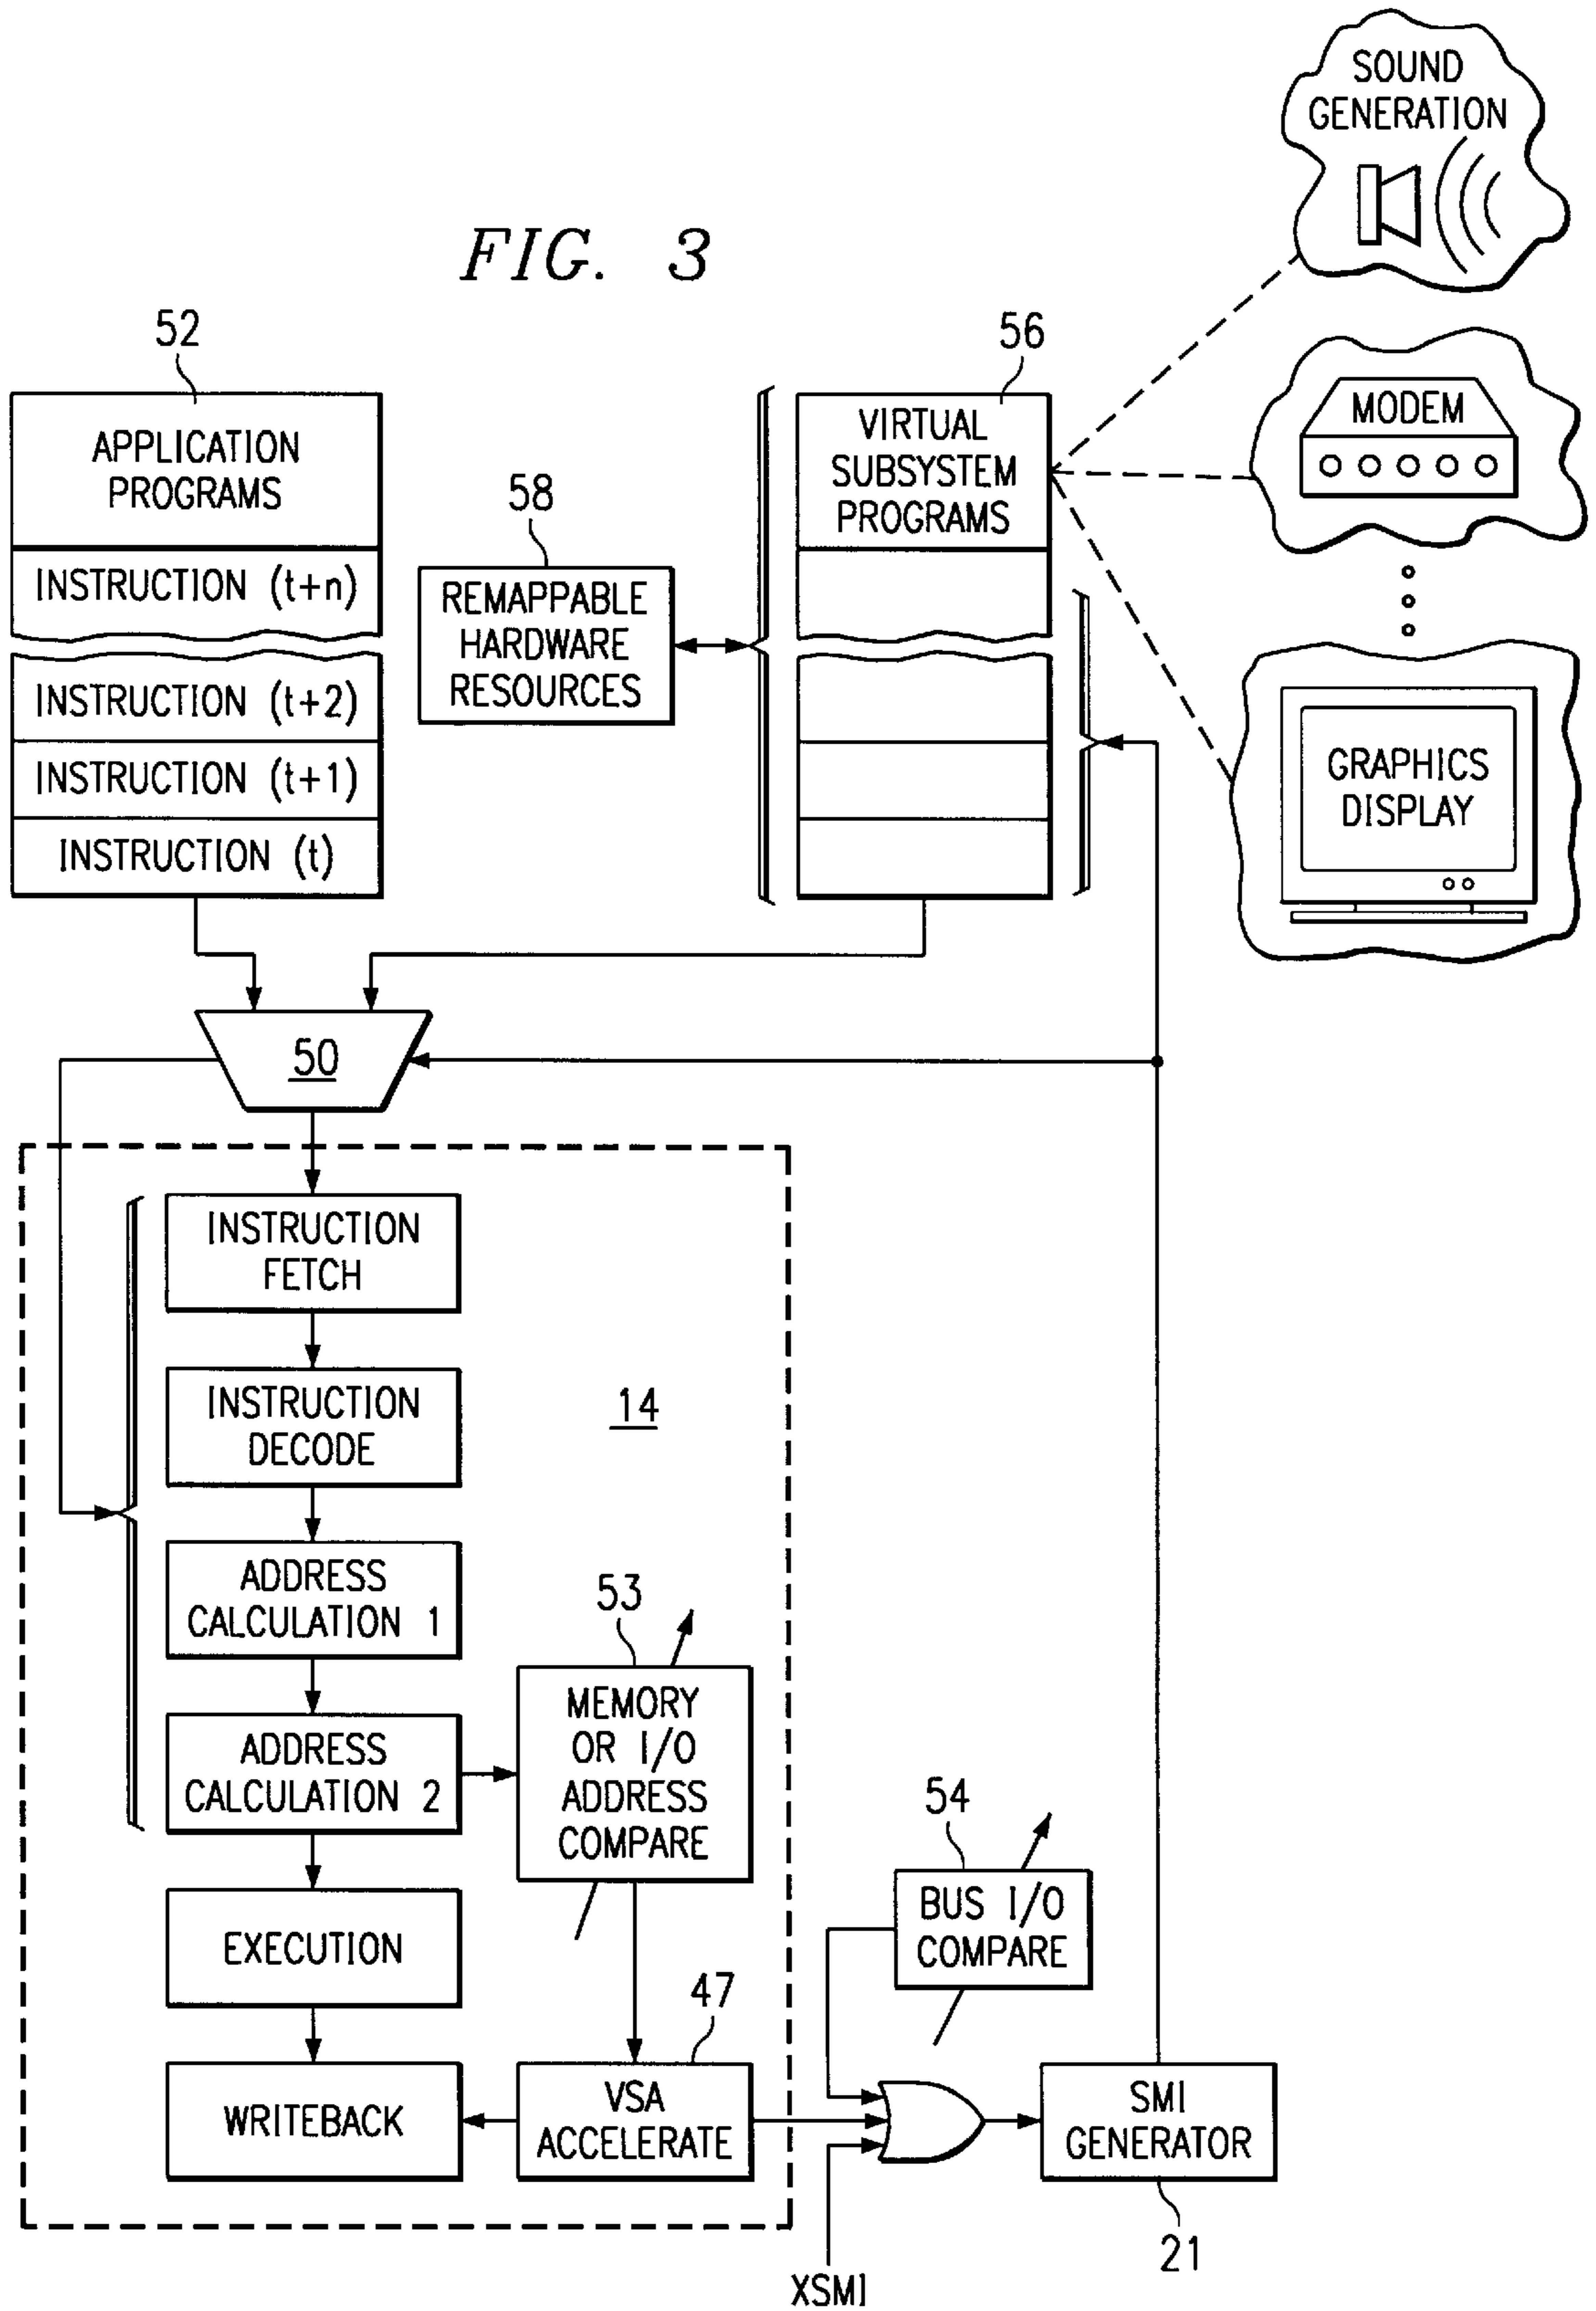 SOUND
GENERATION
FIG. 3
52
56
APPLICATION
PROGRAMS
VIRTUAL
SUBSYSTEM
PROGRAMS
MODEM
58
INSTRUCTION (t+n)
REMAPPABLE
HARDWARE
RESOURCES
INSTRUCTION (t+2)
INSTRUCTION (t+1)
INSTRUCTION (t)
GRAPHICS
DISPLAY
50
INSTRUCTION
FETCH
INSTRUCTION
DECODE
14
ADDRESS
CALCULATION 1
53
ADDRESS
CALCULATION 2
MEMORY
OR I/O
ADDRESS
COMPARE
54
BUS I/O
COMPARE
EXECUTION
47
WRITEBACK
VSA
ACCELERATE
SMI
GENERATOR
21
XSMI